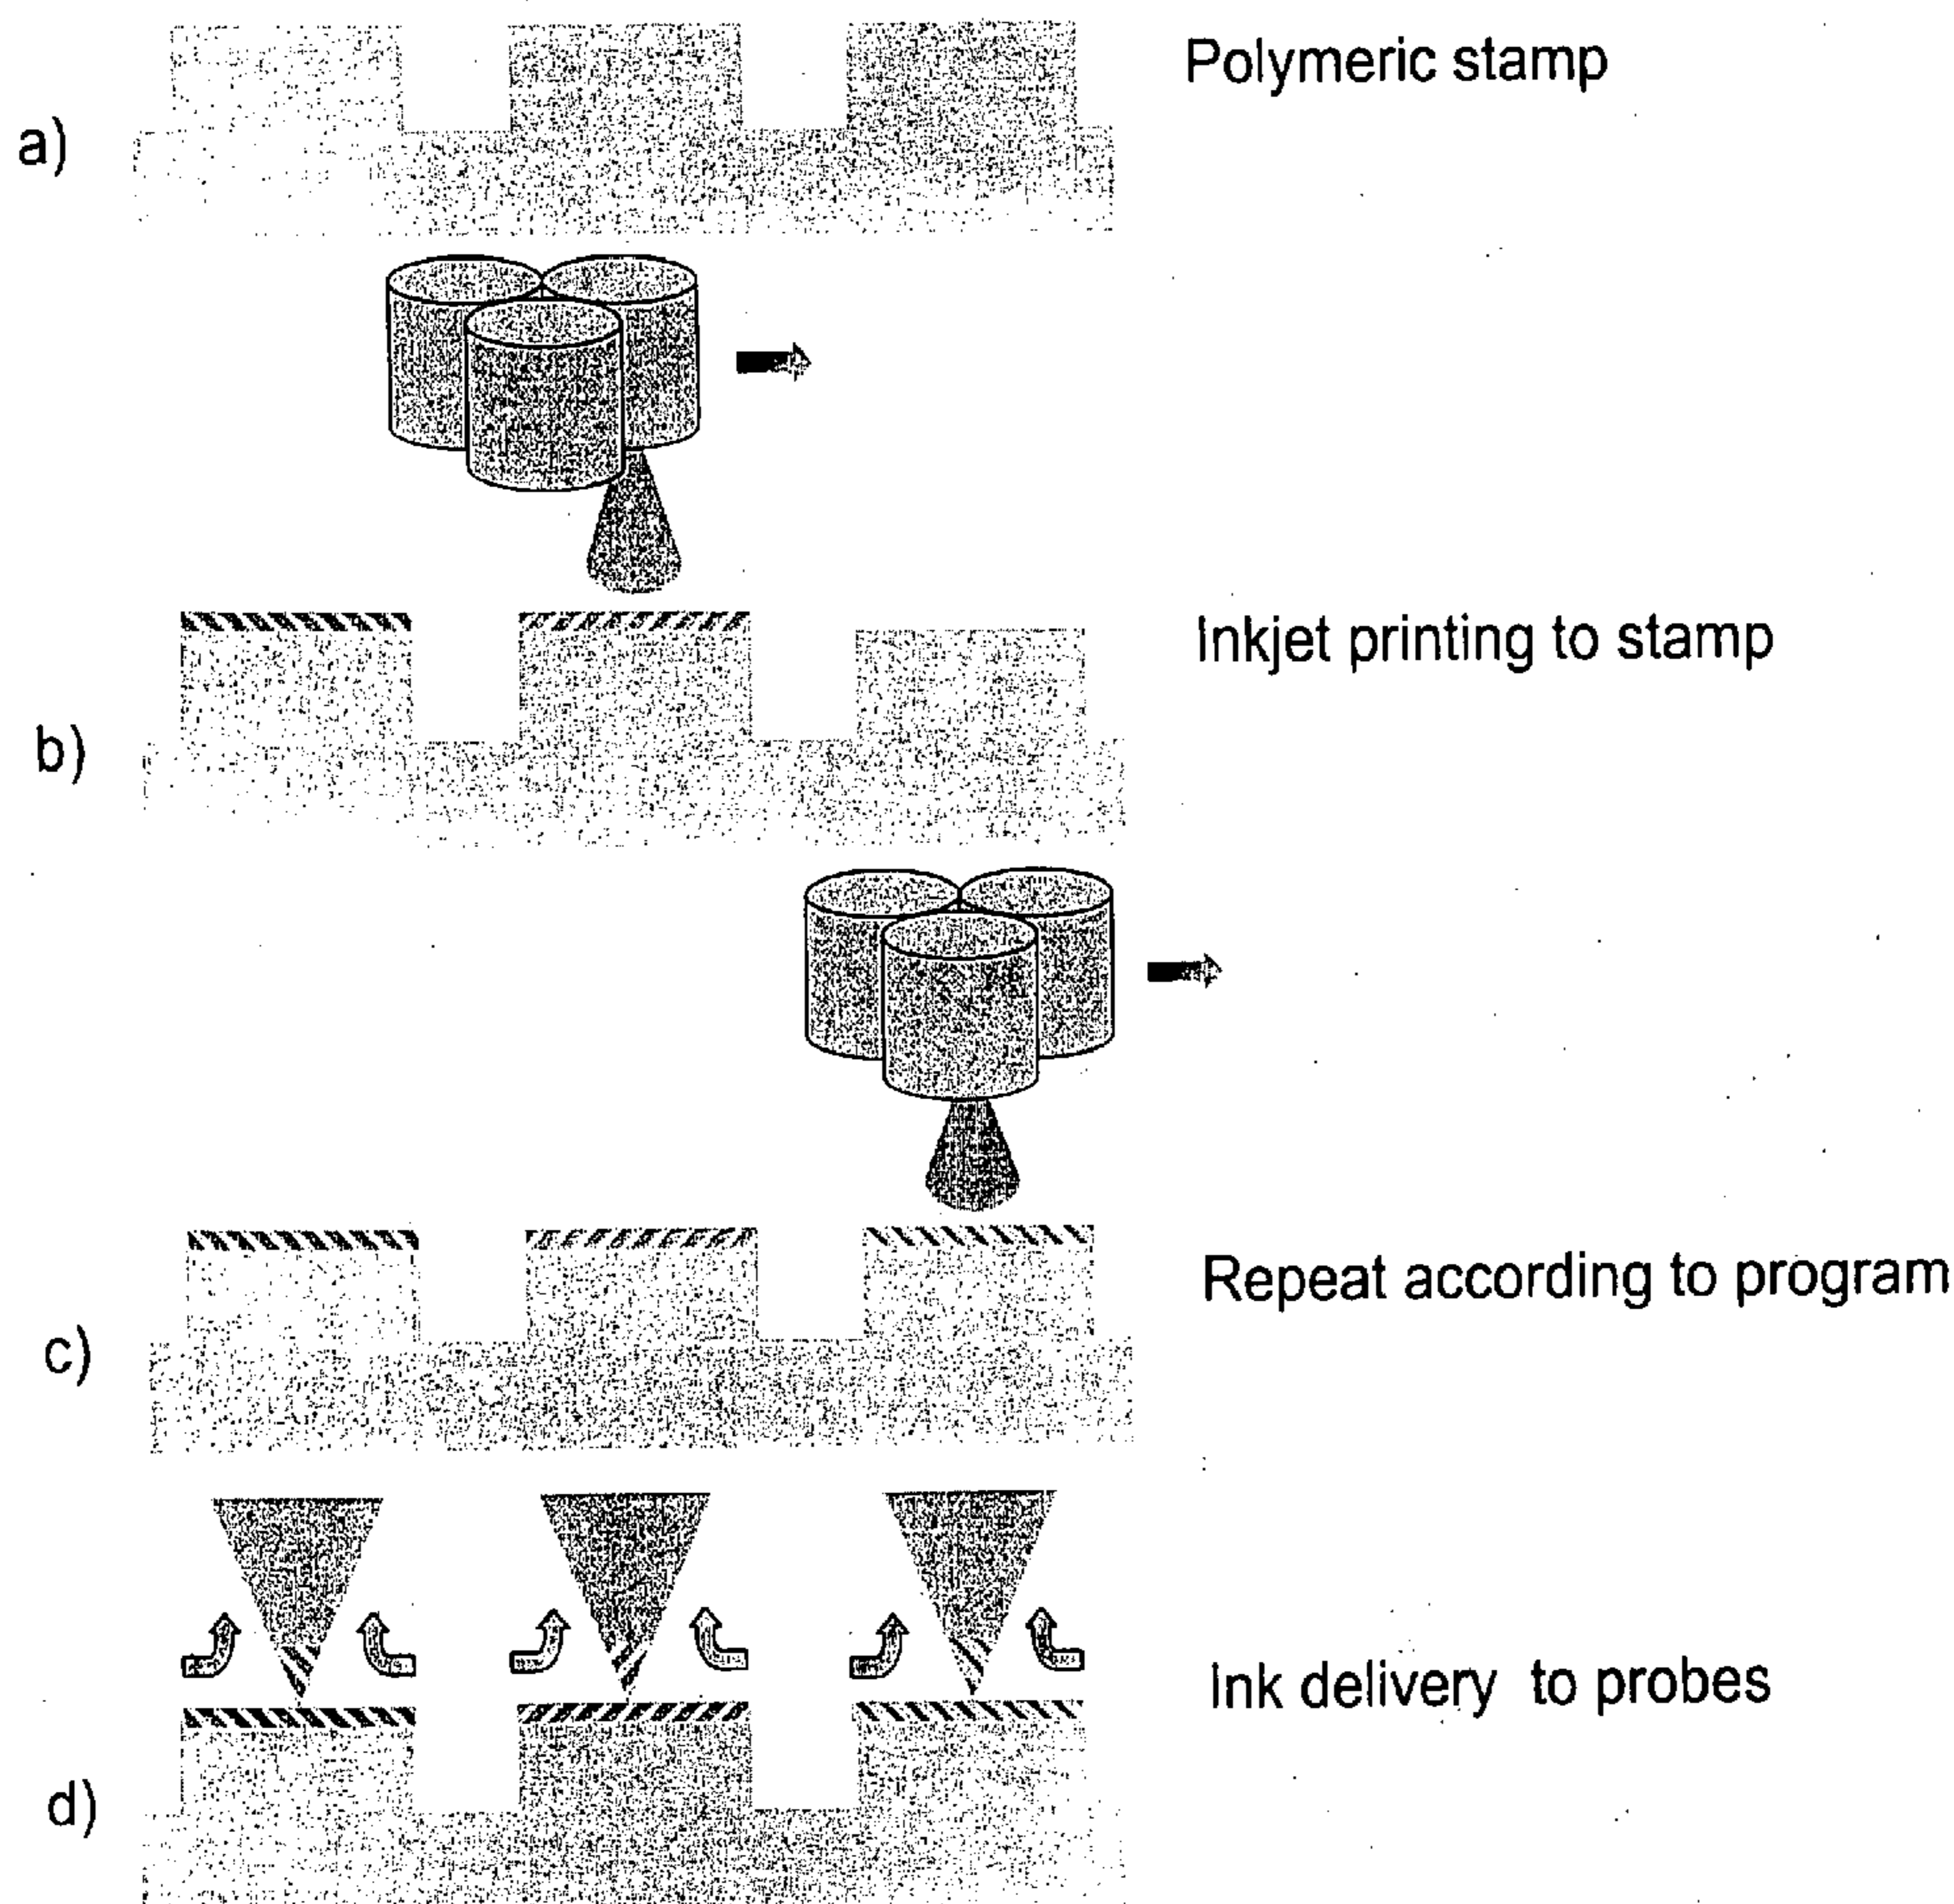 Polymeric stamp
a)
Inkjet printing to stamp
b)
Repeat according to program
c)
Ink delivery to probes
d)